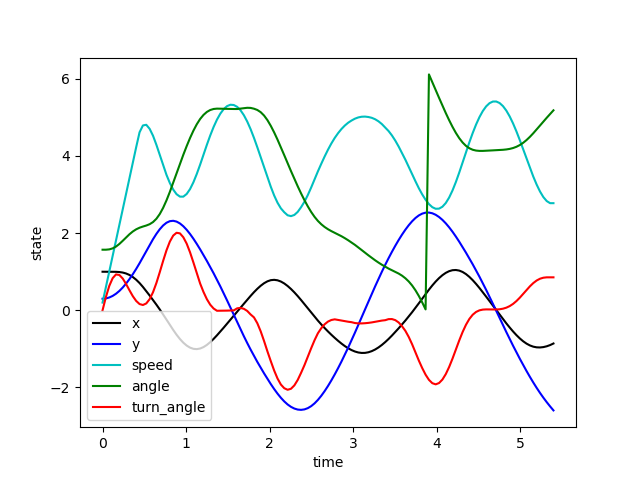 6
4
2
0
−2
state
x
y
speed
angle
turn_angle
0 1 2 3 4 5
time